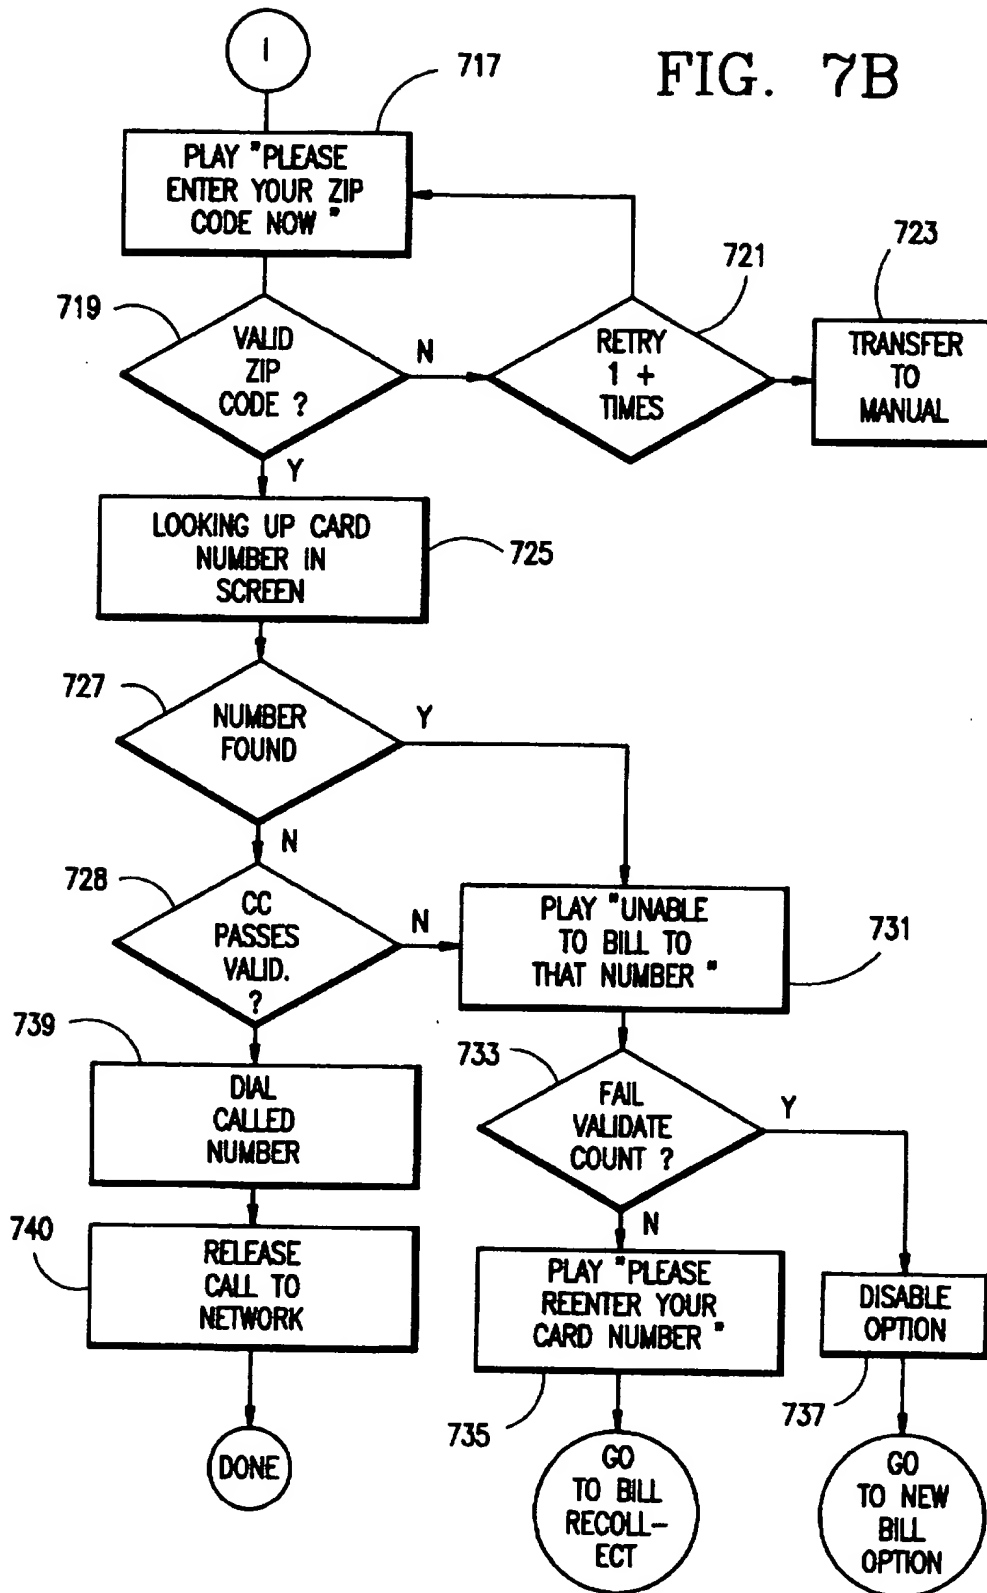 I
FIG. 7B
717
PLAY "PLEASE
ENTER YOUR ZIP
CODE NOW "
719
VALID
ZIP
CODE ?
N
721
RETRY
1 +
TIMES
723
TRANSFER
TO
MANUAL
Y
LOOKING UP CARD
NUMBER IN
SCREEN
725
727
NUMBER
FOUND
Y
N
728
CC
PASSES
VALID.
?
N
PLAY "UNABLE
TO BILL TO
THAT NUMBER "
731
739
DIAL
CALLED
NUMBER
733
FAIL
VALIDATE
COUNT ?
Y
N
740
RELEASE
CALL TO
NETWORK
PLAY "PLEASE
REENTER YOUR
CARD NUMBER "
735
DISABLE
OPTION
737
DONE
GO
TO BILL
RECOLL-
ECT
GO
TO NEW
BILL
OPTION